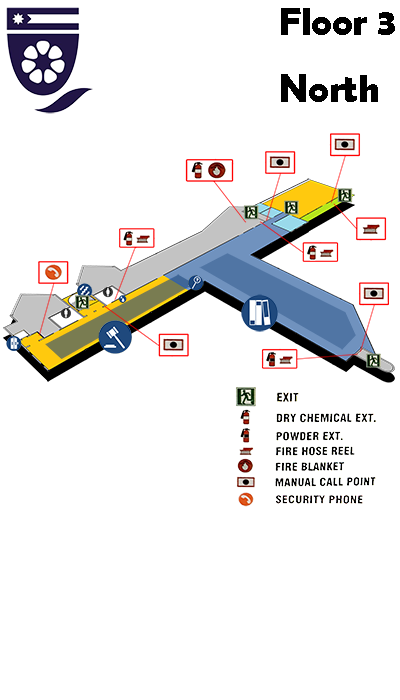 Floor 3
North
EXIT
DRY CHEMICAL EXT.
POWDER EXT.
FIRE HOSE REEL
FIRE BLANKET
MANUAL CALL POINT
SECURITY PHONE